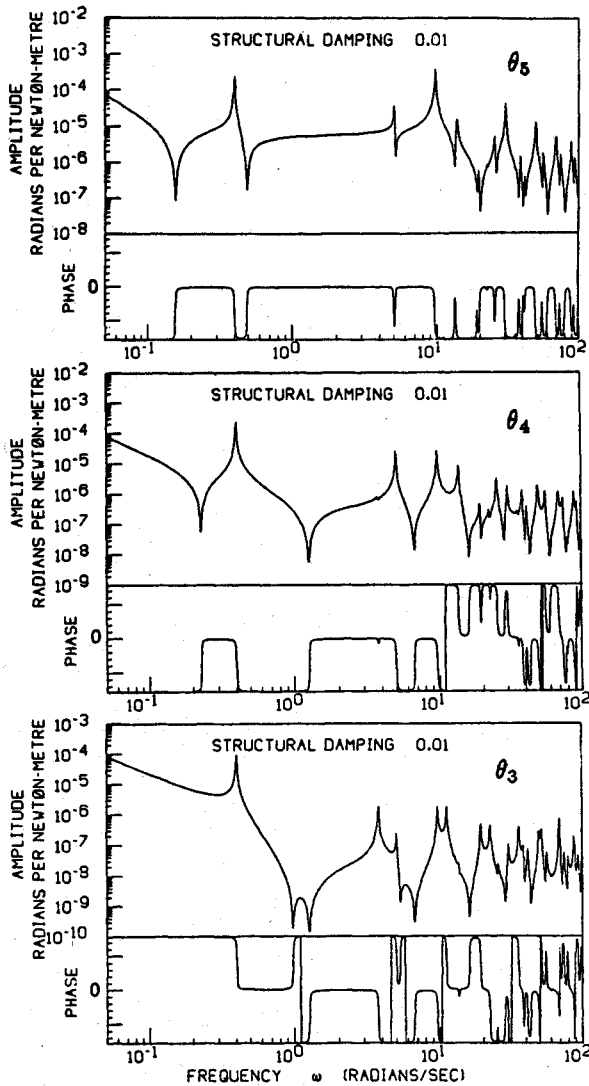 10⁻²
10⁻³
10⁻⁴
10⁻⁵
10⁻⁶
10⁻⁷
10⁻⁸
AMPLITUDE
RADIANS PER NEWTØN-METRE
STRUCTURAL DAMPING 0.01
θ₅
PHASE
0
10⁻¹ 10⁰ 10¹ 10²
10⁻²
10⁻³
10⁻⁴
10⁻⁵
10⁻⁶
10⁻⁷
10⁻⁸
10⁻⁹
AMPLITUDE
RADIANS PER NEWTØN-METRE
STRUCTURAL DAMPING 0.01
θ₄
PHASE
0
10⁻¹ 10⁰ 10¹ 10²
10⁻³
10⁻⁴
10⁻⁵
10⁻⁶
10⁻⁷
10⁻⁸
10⁻⁹
10⁻¹⁰
AMPLITUDE
RADIANS PER NEWTØN-METRE
STRUCTURAL DAMPING 0.01
θ₃
PHASE
0
10⁻¹ 10⁰ 10¹ 10²
FREQUENCY ω (RADIANS/SEC)